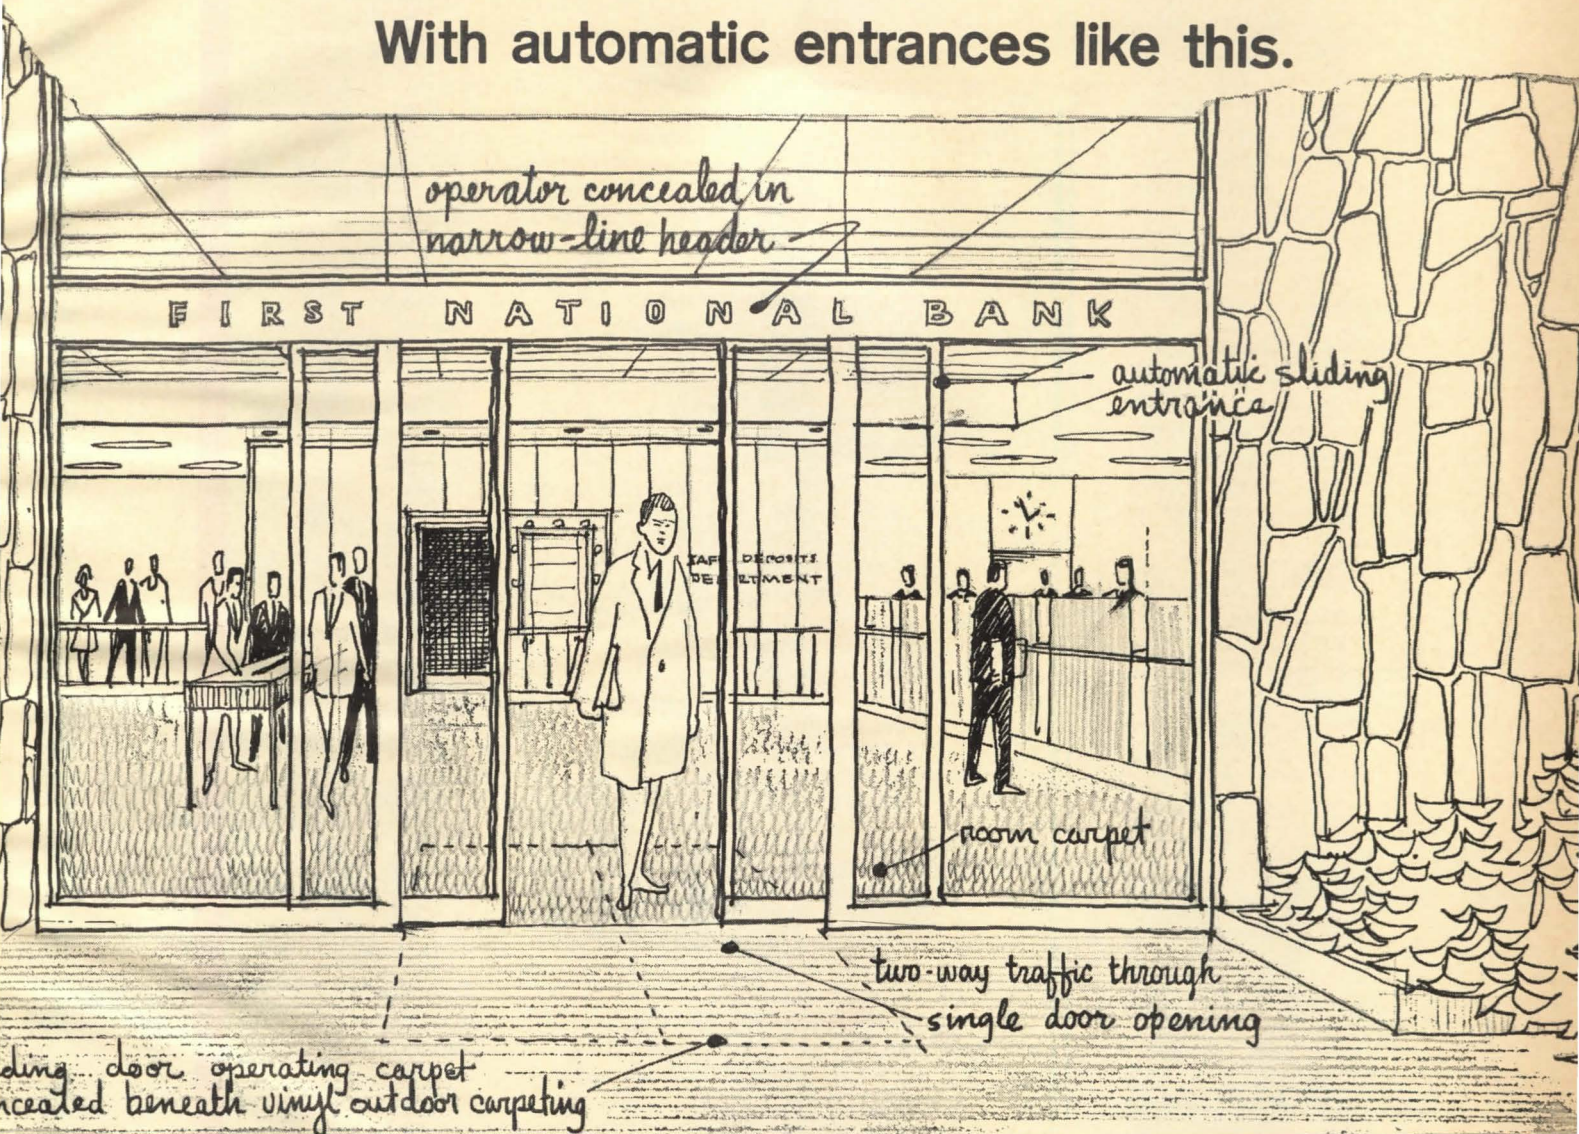 With automatic entrances like this.
operator concealed in
narrow-line header
FIRST NATIONAL BANK
automatic sliding
entrance
DEPOSITS
room carpet
two-way traffic through
single door opening
door operating carpet
beneath vinyl outdoor carpeting